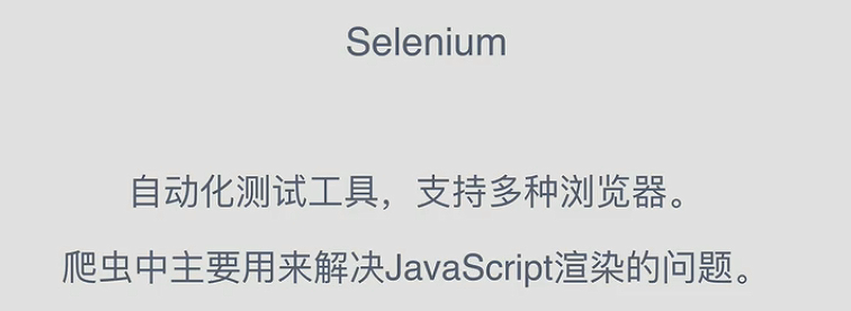 Selenium
自动化测试工具，支持多种浏览器。
爬虫中主要用来解决JavaScript渲染的问题。